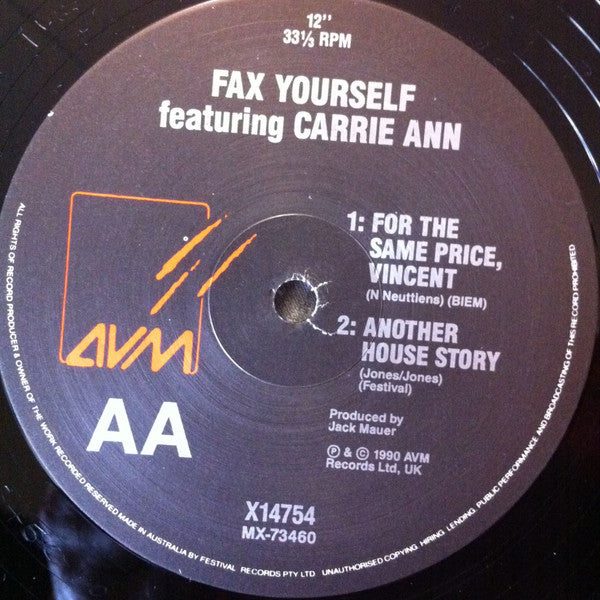 12"
33⅓ RPM
FAX YOURSELF
featuring CARRIE ANN
1: FOR THE
SAME PRICE,
VINCENT
(N Neuttiens) (BIEM)
2: ANOTHER
HOUSE STORY
(Jones/Jones)
(Festival)
Produced by
Jack Mauer
℗ & © 1990 AVM
Records Ltd, UK
AVM
AA
X14754
MX-73460
ALL RIGHTS OF RECORD PRODUCER & OWNER OF THE WORK RECORDED RESERVED MADE IN AUSTRALIA BY FESTIVAL RECORDS PTY LTD UNAUTHORISED COPYING HIRING LENDING PUBLIC PERFORMANCE AND BROADCASTING OF THIS RECORD PROHIBITED